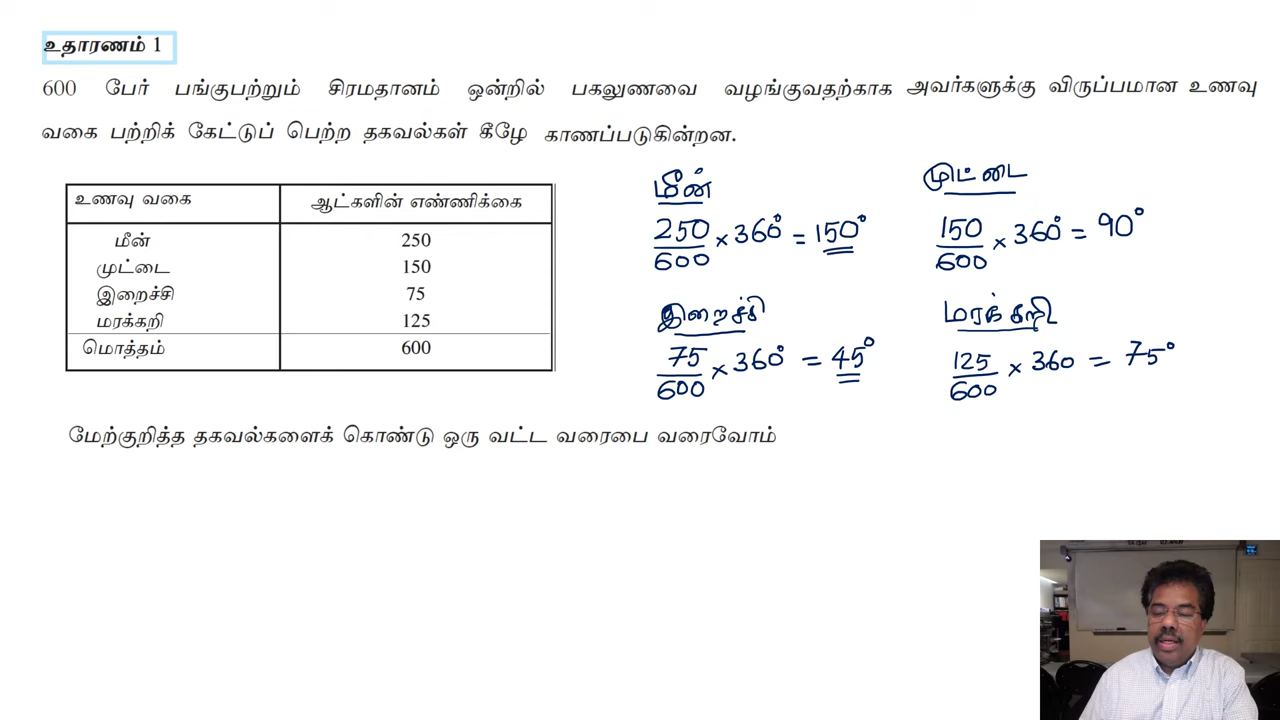 உதாரணம் 1
600 பேர் பங்குபற்றும் சிரமதானம் ஒன்றில் பகலுணவை வழங்குவதற்காக அவர்களுக்கு விருப்பமான உணவு
வகை பற்றிக் கேட்டுப் பெற்ற தகவல்கள் கீழே காணப்படுகின்றன.
உணவு வகை ஆட்களின் எண்ணிக்கை
மீன் 250
முட்டை 150
இறைச்சி 75
மரக்கறி 125
மொத்தம் 600
மீன்
250/600 × 360° = 150°
முட்டை
150/600 × 360° = 90°
இறைச்சி
75/600 × 360° = 45°
மரக்கறி
125/600 × 360 = 75°
மேற்குறித்த தகவல்களைக் கொண்டு ஒரு வட்ட வரைபை வரைவோம்